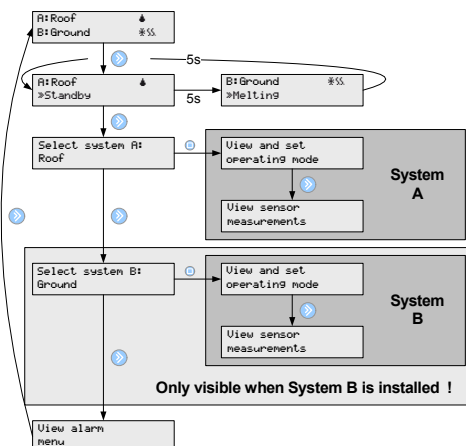 A:Roof
B:Ground
5s
A:Roof
»Standby
5s
B:Ground
»Melting
Select system A:
Roof
View and set
operating mode
View sensor
measurements
System
A
Select system B:
Ground
View and set
operating mode
View sensor
measurements
System
B
Only visible when System B is installed !
View alarm
menu